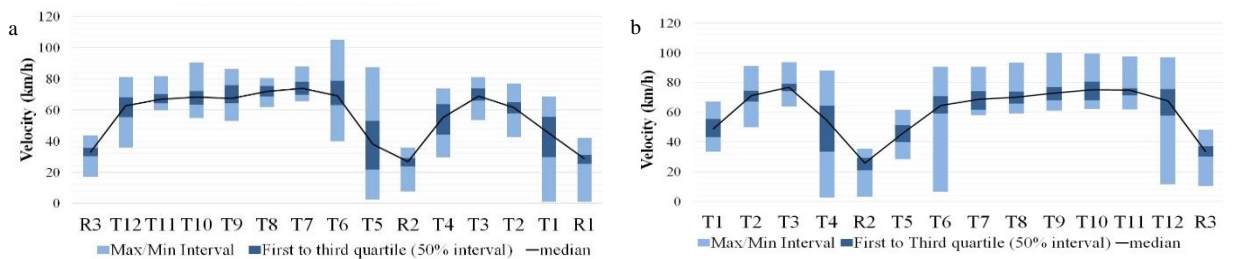 a
120
100
80
60
40
20
0
Velocity (km/h)
R3 T12 T11 T10 T9 T8 T7 T6 T5 R2 T4 T3 T2 T1 R1
Max/Min Interval First to third quartile (50% interval) median
b
120
100
80
60
40
20
0
Velocity (km/h)
T1 T2 T3 T4 R2 T5 T6 T7 T8 T9 T10 T11 T12 R3
Max/Min Interval First to Third quartile (50% interval) median